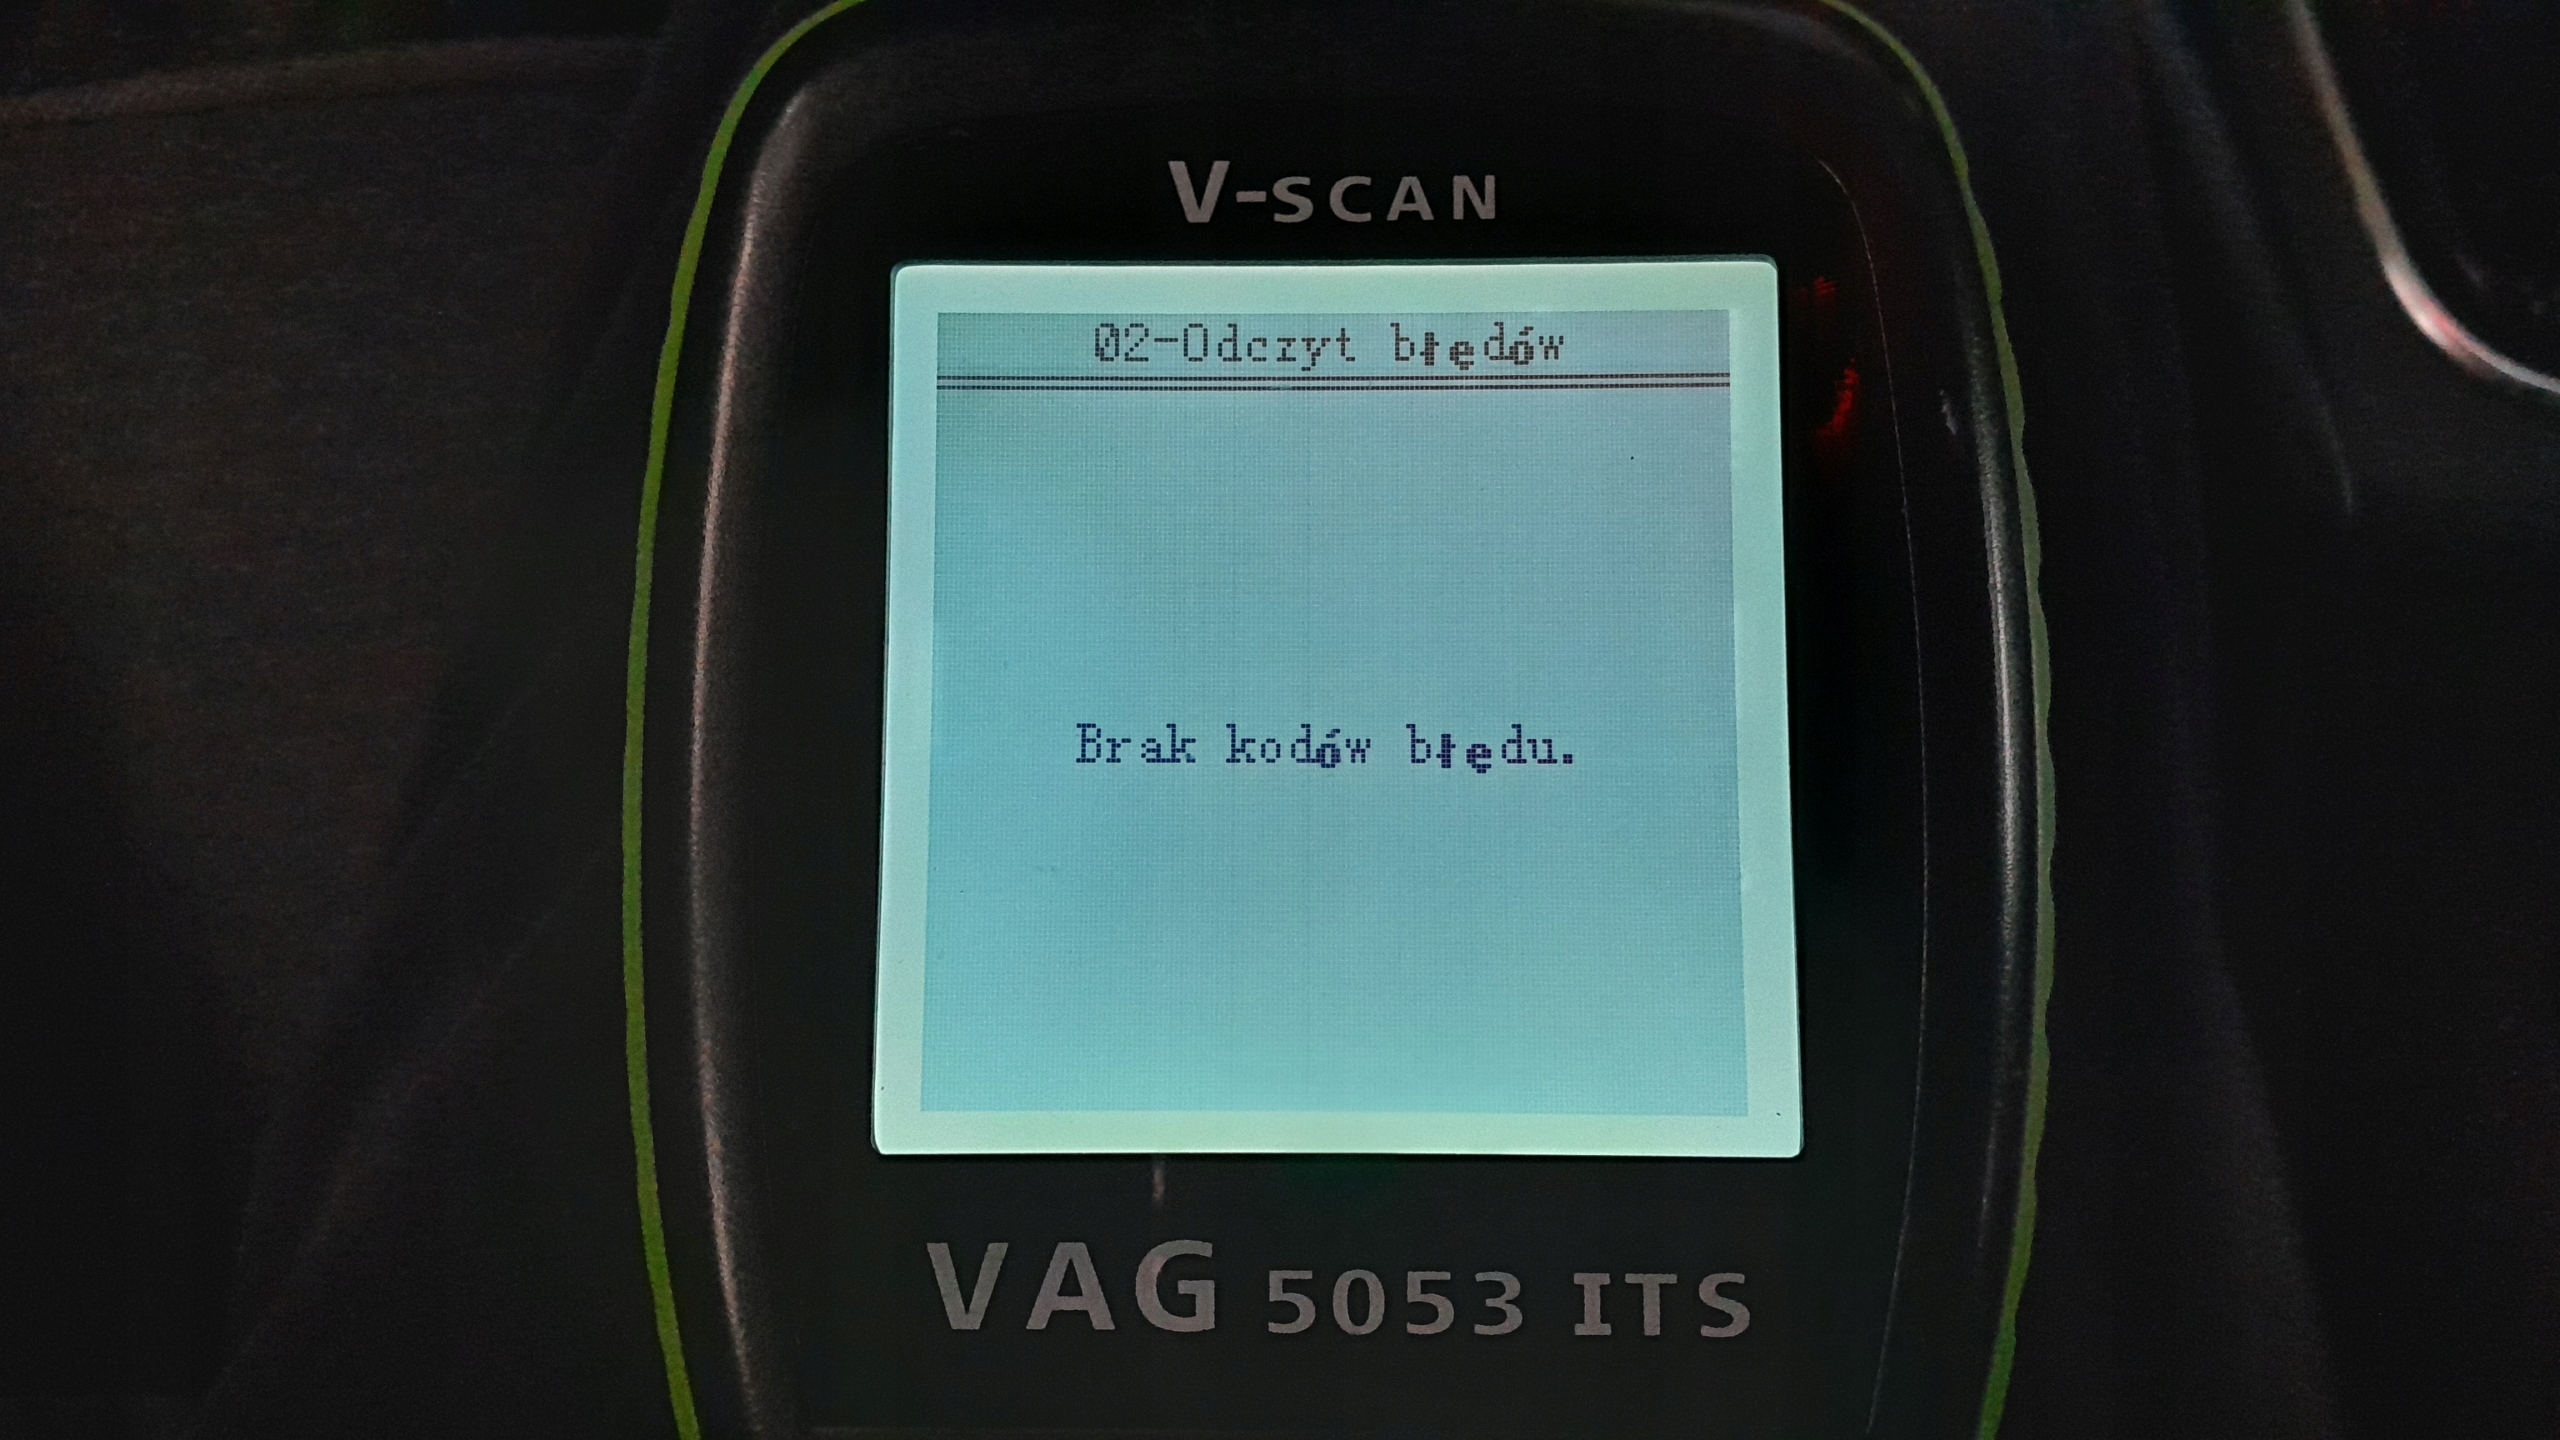 V-SCAN
02-Odczyt błędów
Brak kodów błędu.
VAG 5053 ITS